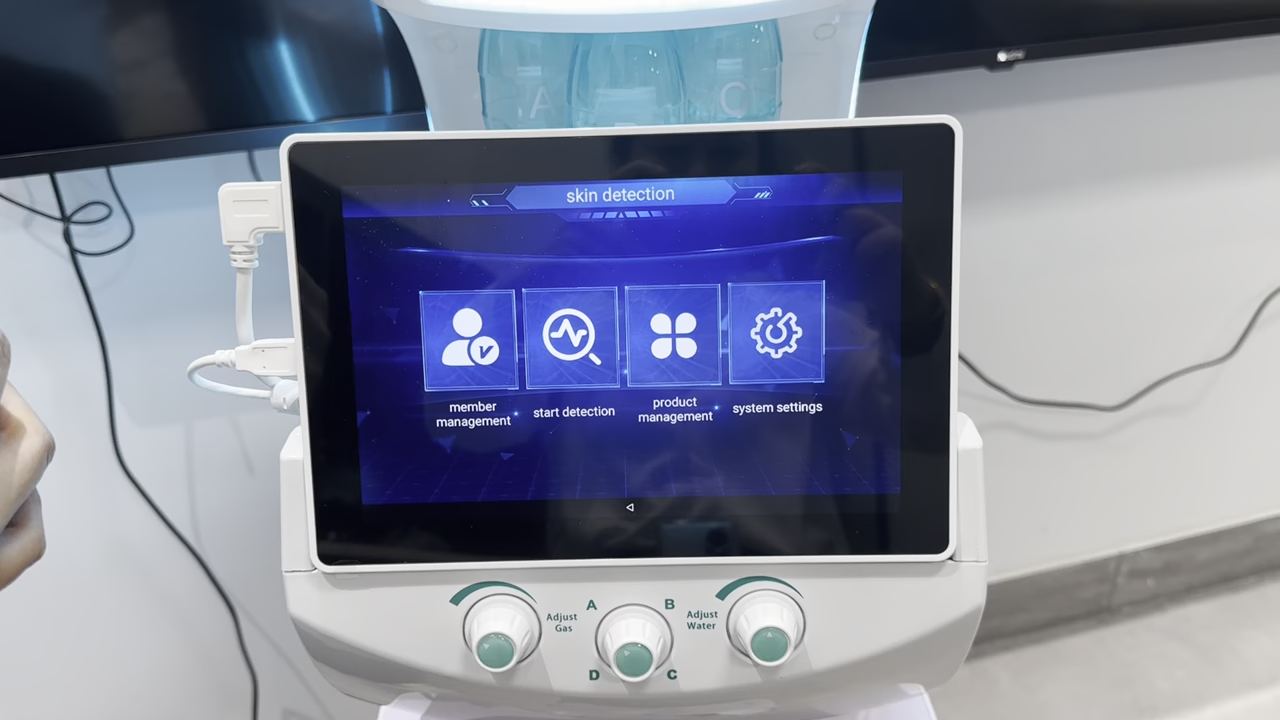 A
C
skin detection
member
management
start detection
product
management
system settings
Adjust
Gas
A
B
D
C
Adjust
Water